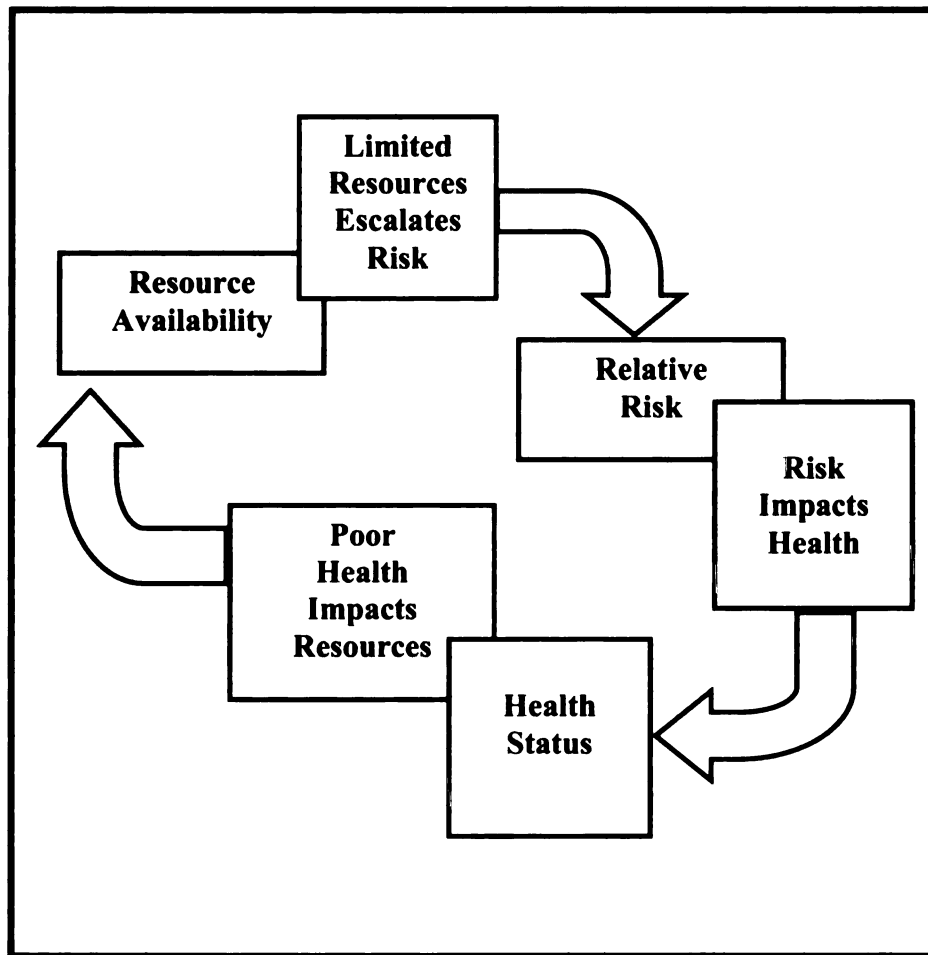 Limited
Resources
Escalates
Risk
Resource
Availability
Relative
Risk
Risk
Impacts
Health
Poor
Health
Impacts
Resources
Health
Status